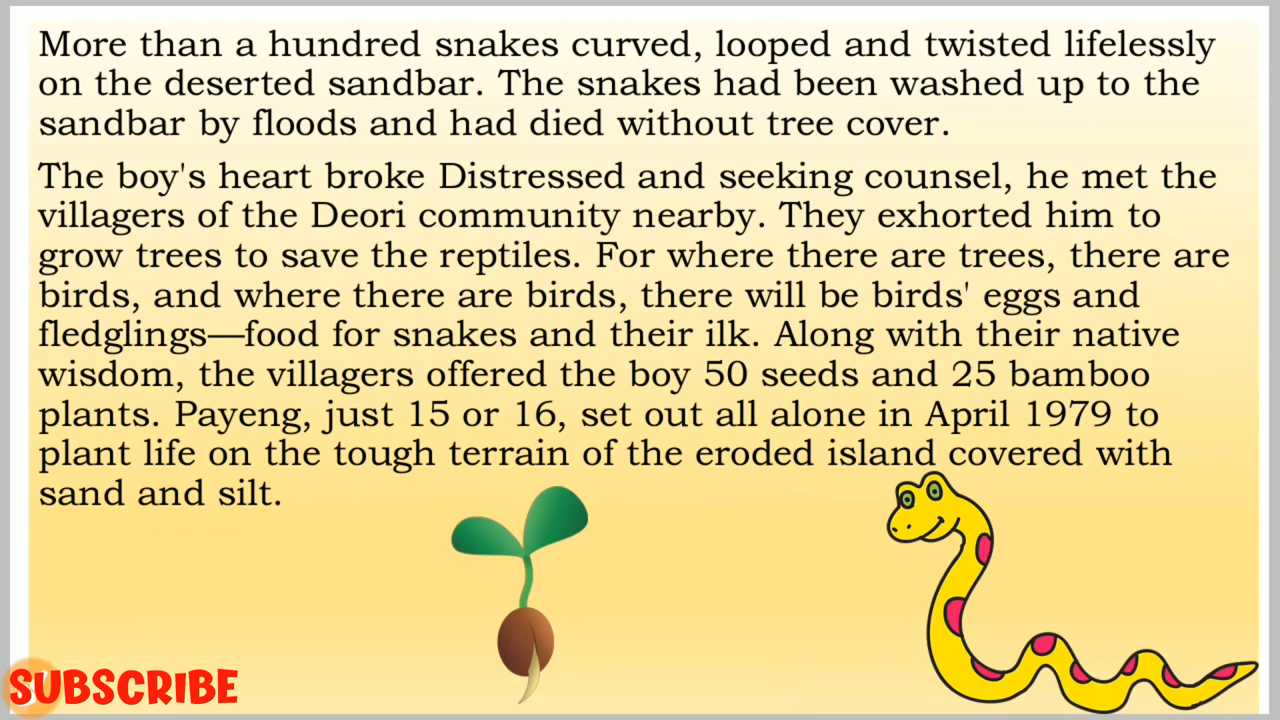 More than a hundred snakes curved, looped and twisted lifelessly
on the deserted sandbar. The snakes had been washed up to the
sandbar by floods and had died without tree cover.
The boy's heart broke Distressed and seeking counsel, he met the
villagers of the Deori community nearby. They exhorted him to
grow trees to save the reptiles. For where there are trees, there are
birds, and where there are birds, there will be birds' eggs and
fledglings—food for snakes and their ilk. Along with their native
wisdom, the villagers offered the boy 50 seeds and 25 bamboo
plants. Payeng, just 15 or 16, set out all alone in April 1979 to
plant life on the tough terrain of the eroded island covered with
sand and silt.
SUBSCRIBE